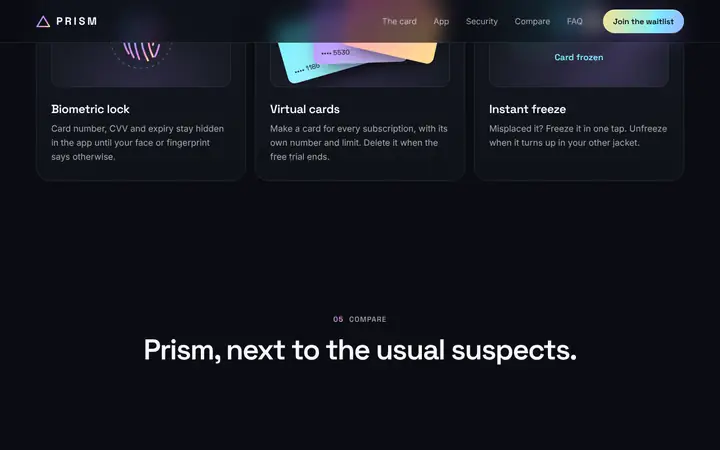 PRISM
The card
App
Security
Compare
FAQ
Join the waitlist
•••• 1186
•••• 5530
Card frozen
Biometric lock
Card number, CVV and expiry stay hidden
in the app until your face or fingerprint
says otherwise.
Virtual cards
Make a card for every subscription, with its
own number and limit. Delete it when the
free trial ends.
Instant freeze
Misplaced it? Freeze it in one tap. Unfreeze
when it turns up in your other jacket.
05 COMPARE
Prism, next to the usual suspects.